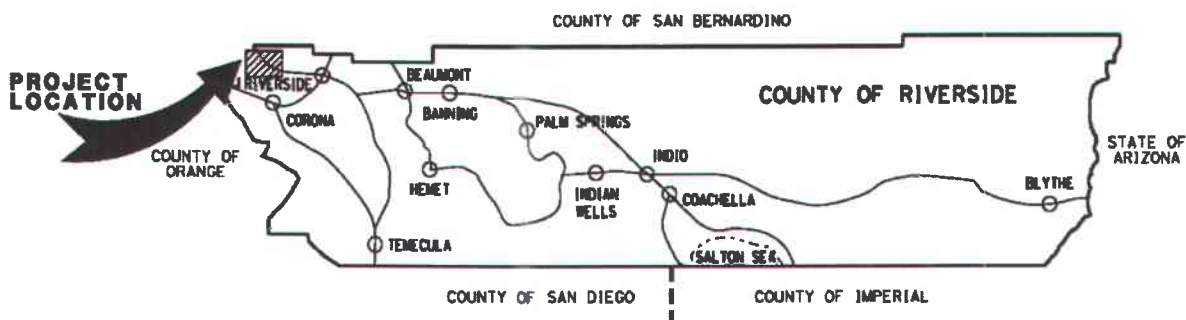 COUNTY OF SAN BERNARDINO
PROJECT
LOCATION
RIVERSIDE
BEAUMONT
BANNING
COUNTY OF RIVERSIDE
CORONA
PALM SPRINGS
COUNTY OF
ORANGE
STATE OF
ARIZONA
HEMET
INDIO
INDIAN
WELLS
COACHELLA
BLYTHE
TEMECULA
SALTON SEA
COUNTY OF SAN DIEGO
COUNTY OF IMPERIAL